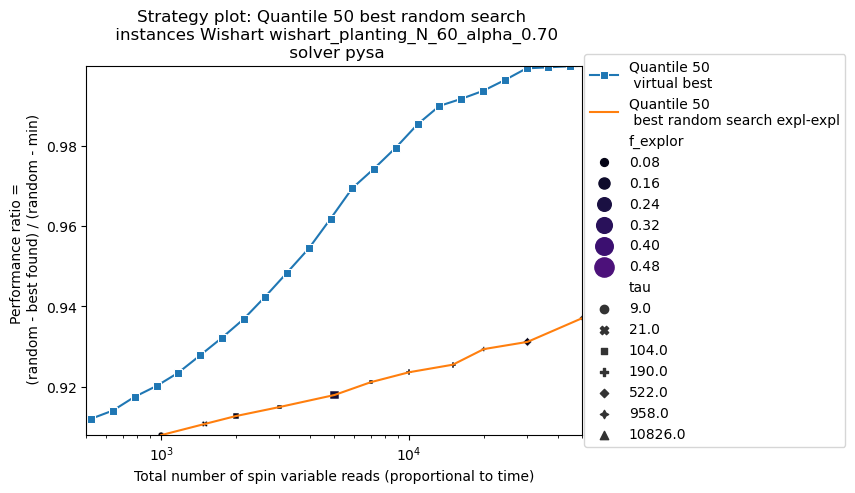 Strategy plot: Quantile 50 best random search
instances Wishart wishart_planting_N_60_alpha_0.70
solver pysa
Performance ratio =
(random - best found) / (random - min)
0.98
0.96
0.94
0.92
10^3
10^4
Total number of spin variable reads (proportional to time)
Quantile 50
virtual best
Quantile 50
best random search expl-expl
f_explor
0.08
0.16
0.24
0.32
0.40
0.48
tau
9.0
21.0
104.0
190.0
522.0
958.0
10826.0